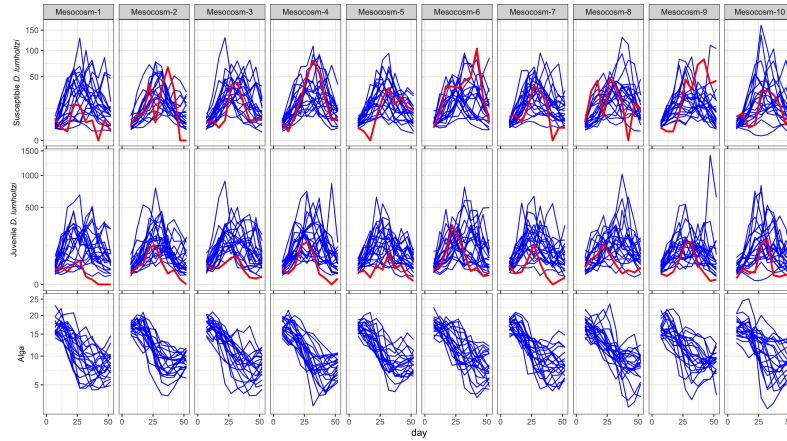 Mesocosm-1 Mesocosm-2 Mesocosm-3 Mesocosm-4 Mesocosm-5 Mesocosm-6 Mesocosm-7 Mesocosm-8 Mesocosm-9 Mesocosm-10
Susceptible D. lumholtzi
150
100
50
0
Juvenile D. lumholtzi
1500
1000
500
0
Alga
25
20
15
10
5
0 25 50 0 25 50 0 25 50 0 25 50 0 25 50 0 25 50 0 25 50 0 25 50 0 25 50 0 25 50
day